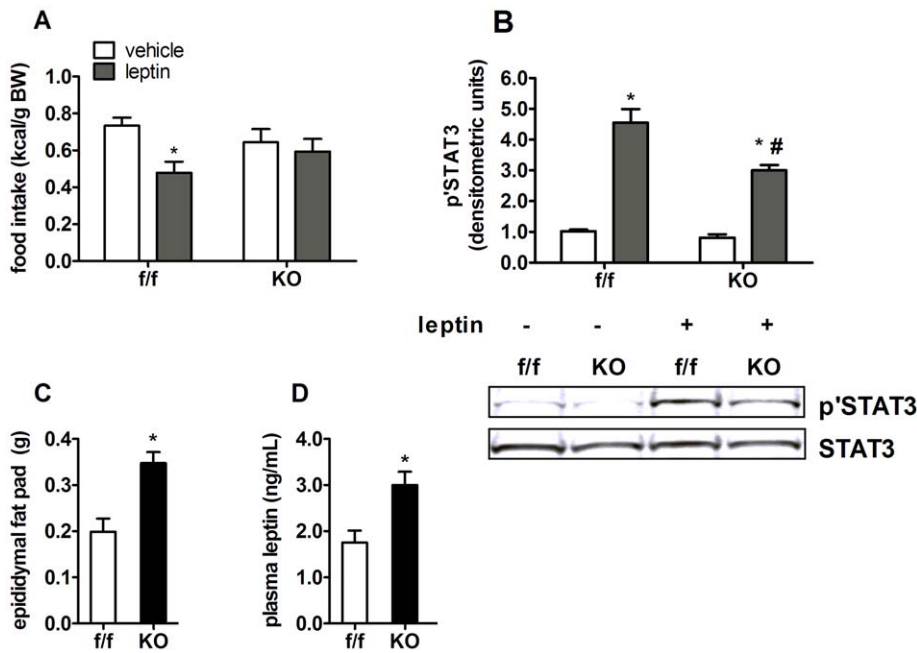 A
vehicle
leptin
food intake (kcal/g BW)
1.0
0.8
0.6
0.4
0.2
0.0
*
f/f KO
B
p'STAT3
(densitometric units)
6.0
5.0
4.0
3.0
2.0
1.0
0.0
*
* #
f/f KO
leptin - - + +
f/f KO f/f KO
p'STAT3
STAT3
C
epididymal fat pad (g)
0.4
0.3
0.2
0.1
0.0
*
f/f KO
D
plasma leptin (ng/mL)
4.0
3.0
2.0
1.0
0.0
*
f/f KO